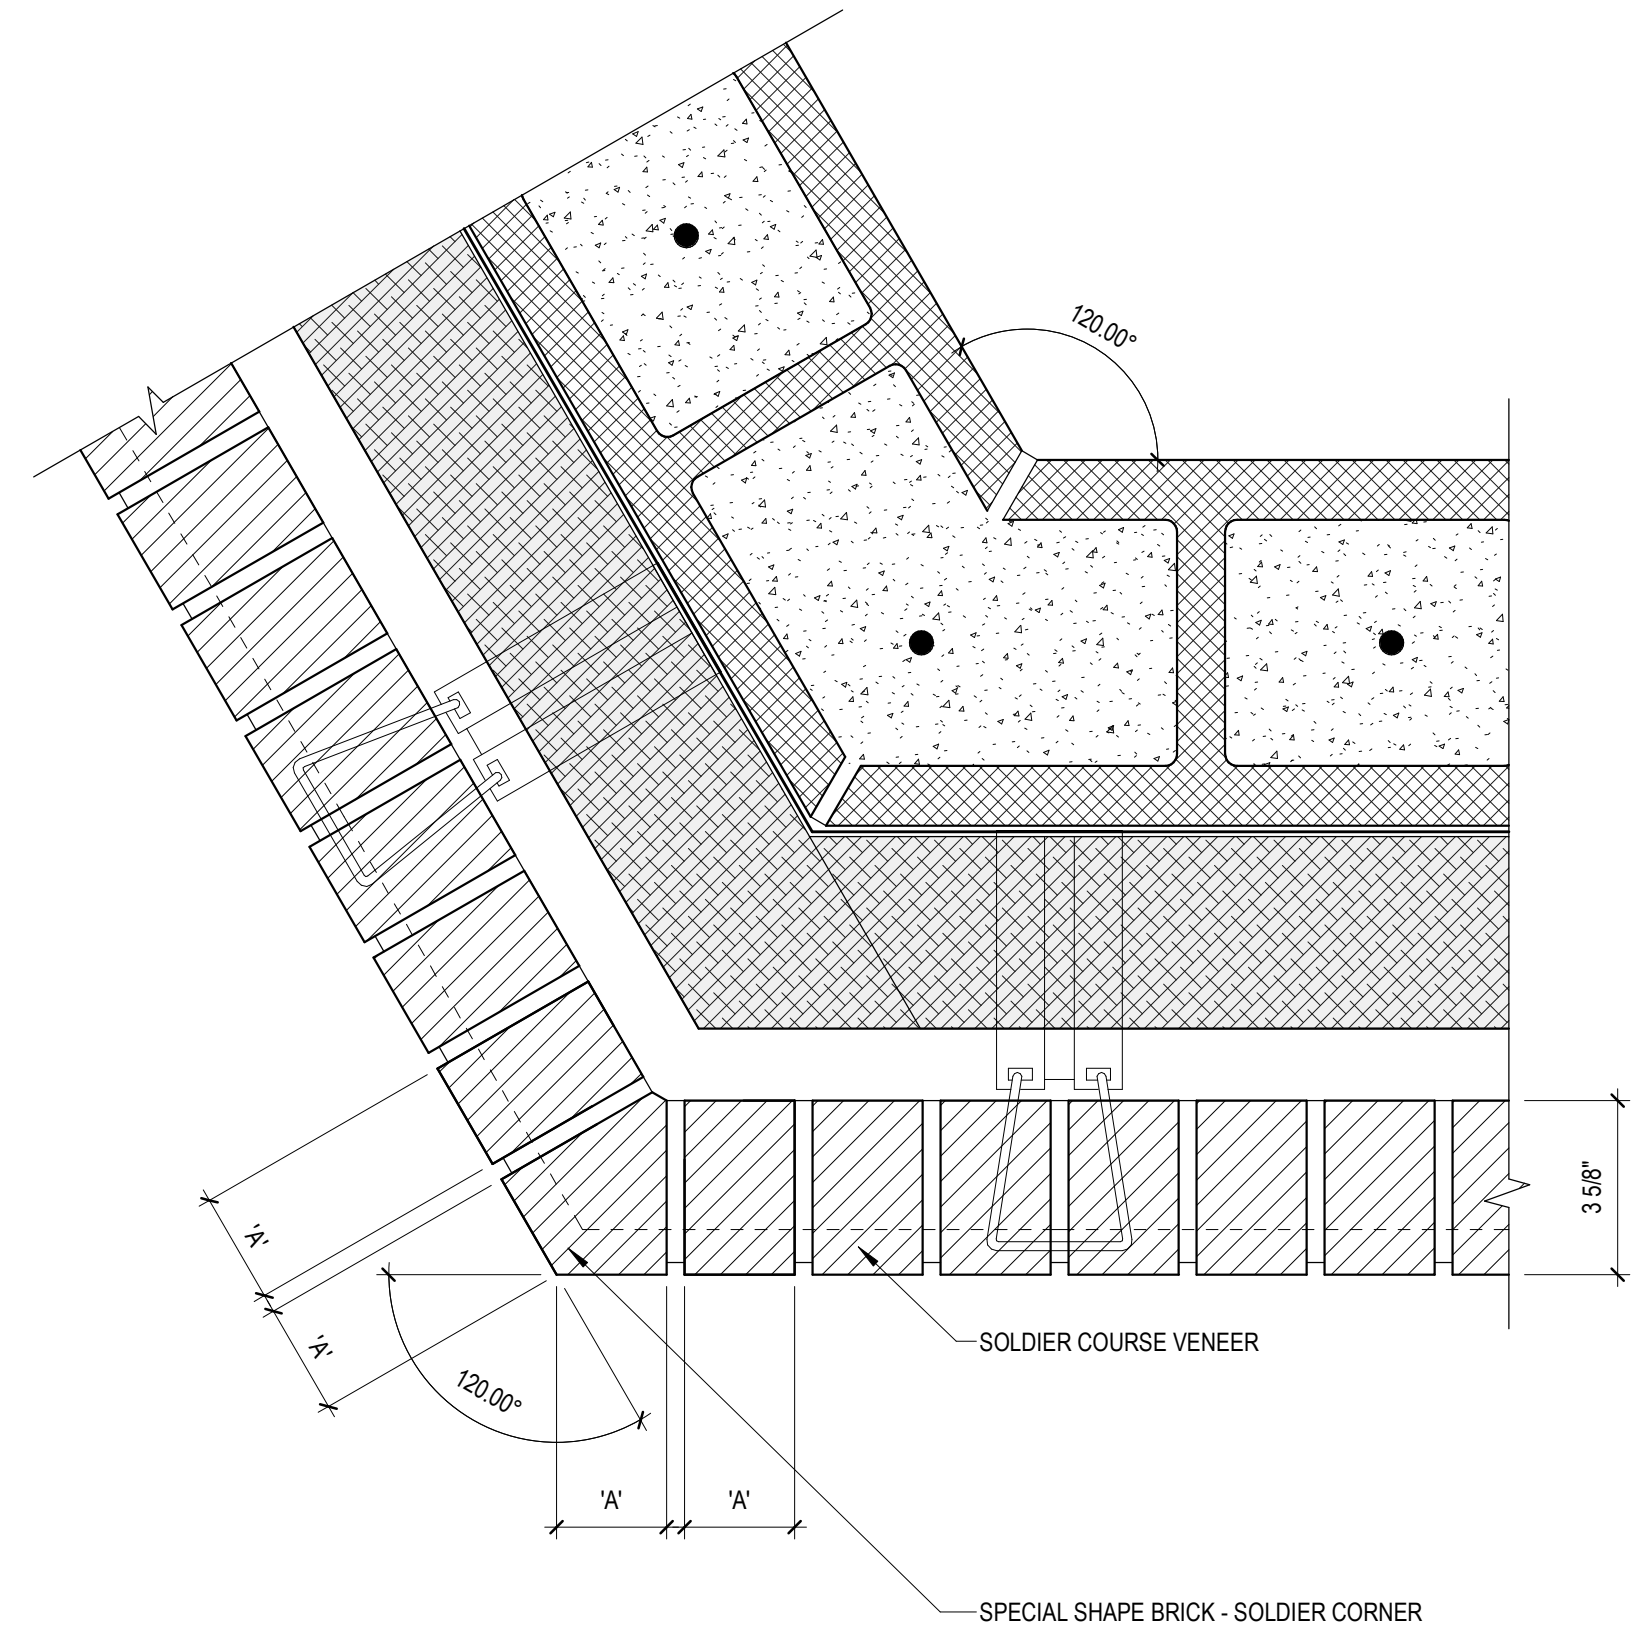 120.00°
3 5/8"
'A'
SOLDIER COURSE VENEER
'A'
120.00°
'A'
'A'
SPECIAL SHAPE BRICK - SOLDIER CORNER